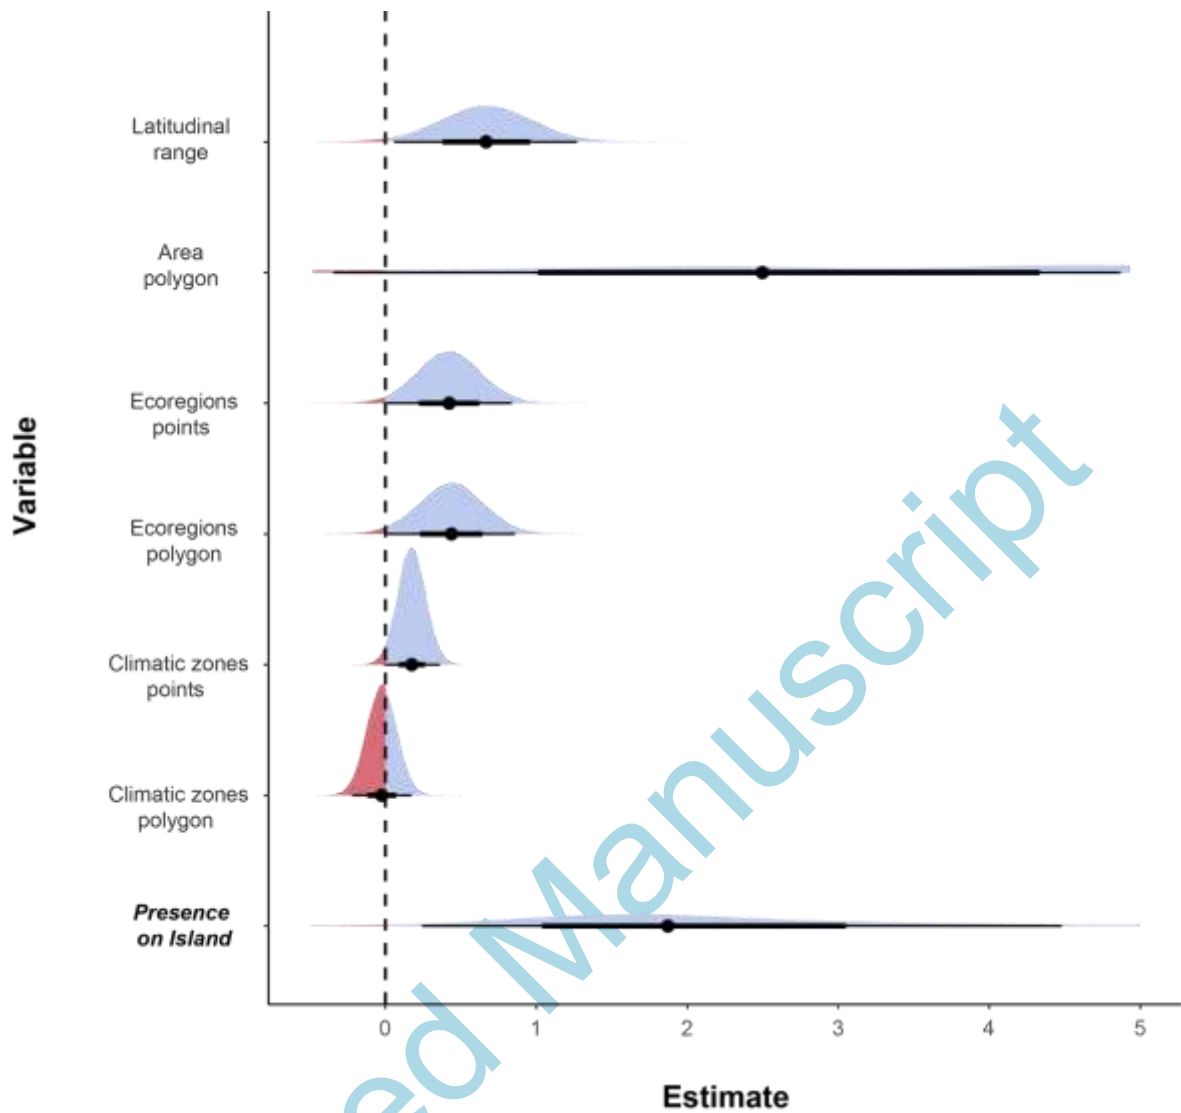 Latitudinal
range
Area
polygon
Ecoregions
points
Ecoregions
polygon
Climatic zones
points
Climatic zones
polygon
Presence
on Island
Variable
0 1 2 3 4 5
Estimate
ed Manuscript